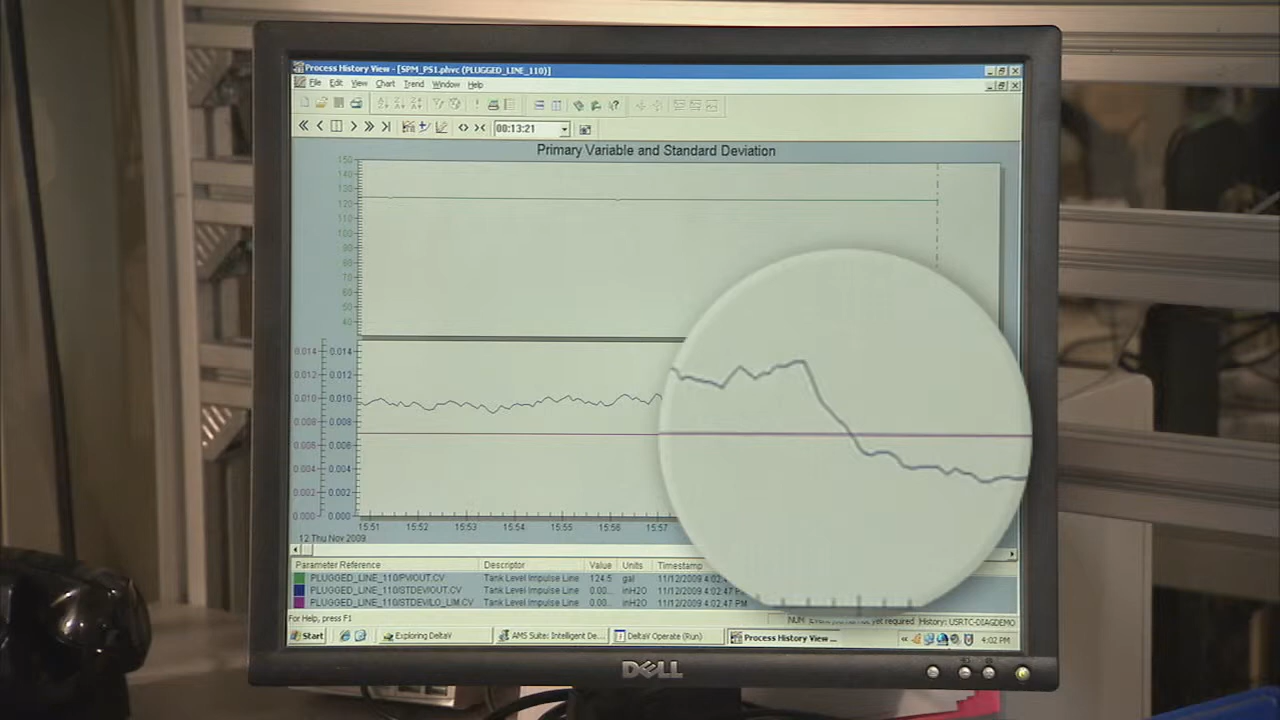 Process History View - [SPM_PS1.phvc (PLUGGED_LINE_110)]
File Edit View Chart Trend Window Help
00:13:21
Primary Variable and Standard Deviation
150
140
130
120
110
100
90
80
70
60
50
40
0.014 0.014
0.012 0.012
0.010 0.010
0.008 0.008
0.006 0.006
0.004 0.004
0.002 0.002
0.000 0.000
15:51 15:52 15:53 15:54 15:55 15:56 15:57
12 Thu Nov 2009
Parameter Reference Descriptor Value Units Timestamp
PLUGGED_LINE_110/PVIOUT.CV Tank Level Impulse Line 124.5 gal 11/12/2009 4:02:4
PLUGGED_LINE_110/STDEVIOUT.CV Tank Level Impulse Line 0.00... inH2O 11/12/2009 4:02:47 P
PLUGGED_LINE_110/STDEVILO_LIM.CV Tank Level Impulse Line 0.00... inH2O 11/12/2009 4:02:47 PM
For Help, press F1 NUM yet required History: USRTC-DIAGDEMO
Start Exploring DeltaV AMS Suite: Intelligent De... DeltaV Operate (Run) Process History View ... 4:02 PM
DELL